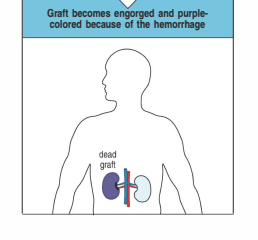 Graft becomes engorged and purple-
colored because of the hemorrhage
dead
graft